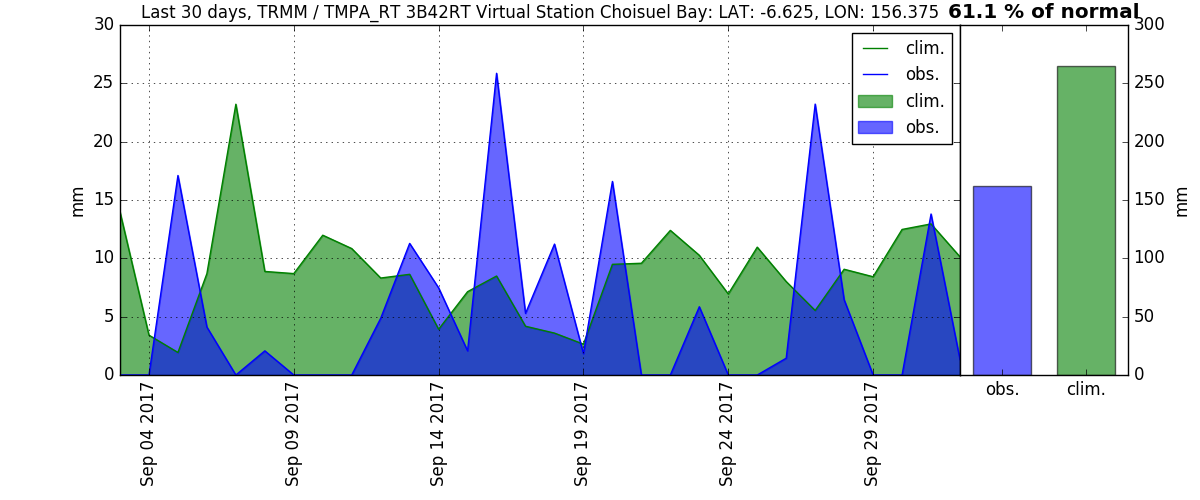 Last 30 days, TRMM / TMPA_RT 3B42RT Virtual Station Choisuel Bay: LAT: -6.625, LON: 156.375
61.1 % of normal
30
25
20
15
10
5
0
mm
clim.
obs.
clim.
obs.
Sep 04 2017
Sep 09 2017
Sep 14 2017
Sep 19 2017
Sep 24 2017
Sep 29 2017
300
250
200
150
100
50
0
mm
obs.
clim.